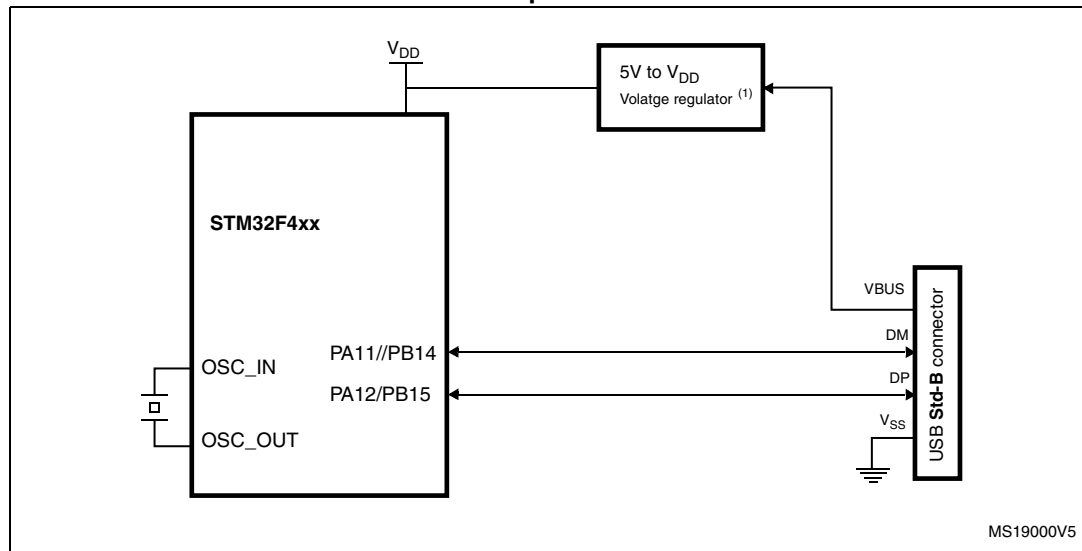 VDD
5V to VDD
Volatge regulator (1)
STM32F4xx
VBUS
PA11//PB14
DM
OSC_IN
PA12/PB15
DP
VSS
OSC_OUT
USB Std-B connector
MS19000V5